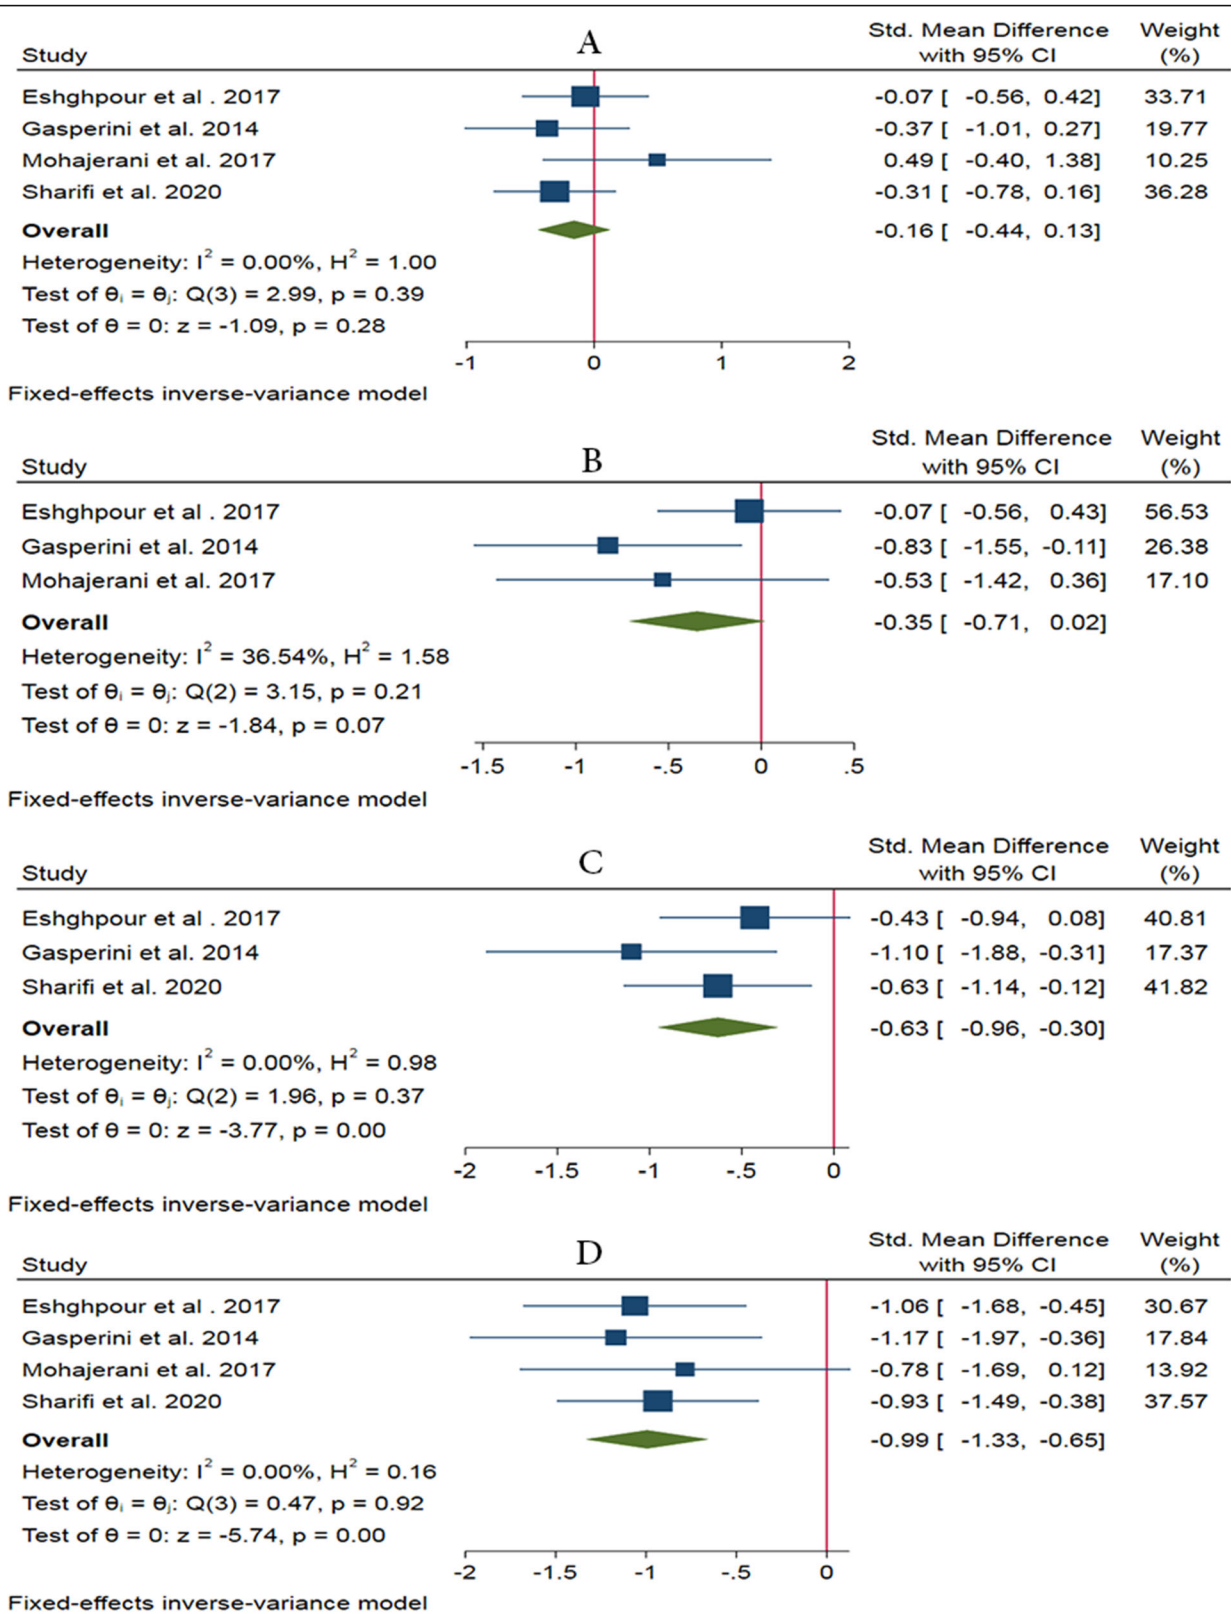 A
Std. Mean Difference Weight
Study with 95% CI (%)
Eshghpour et al . 2017 -0.07 [ -0.56, 0.42] 33.71
Gasperini et al. 2014 -0.37 [ -1.01, 0.27] 19.77
Mohajerani et al. 2017 0.49 [ -0.40, 1.38] 10.25
Sharifi et al. 2020 -0.31 [ -0.78, 0.16] 36.28
Overall -0.16 [ -0.44, 0.13]
Heterogeneity: I² = 0.00%, H² = 1.00
Test of θᵢ = θⱼ: Q(3) = 2.99, p = 0.39
Test of θ = 0: z = -1.09, p = 0.28
-1 0 1 2
Fixed-effects inverse-variance model
B
Std. Mean Difference Weight
Study with 95% CI (%)
Eshghpour et al . 2017 -0.07 [ -0.56, 0.43] 56.53
Gasperini et al. 2014 -0.83 [ -1.55, -0.11] 26.38
Mohajerani et al. 2017 -0.53 [ -1.42, 0.36] 17.10
Overall -0.35 [ -0.71, 0.02]
Heterogeneity: I² = 36.54%, H² = 1.58
Test of θᵢ = θⱼ: Q(2) = 3.15, p = 0.21
Test of θ = 0: z = -1.84, p = 0.07
-1.5 -1 -.5 0 .5
Fixed-effects inverse-variance model
C
Std. Mean Difference Weight
Study with 95% CI (%)
Eshghpour et al . 2017 -0.43 [ -0.94, 0.08] 40.81
Gasperini et al. 2014 -1.10 [ -1.88, -0.31] 17.37
Sharifi et al. 2020 -0.63 [ -1.14, -0.12] 41.82
Overall -0.63 [ -0.96, -0.30]
Heterogeneity: I² = 0.00%, H² = 0.98
Test of θᵢ = θⱼ: Q(2) = 1.96, p = 0.37
Test of θ = 0: z = -3.77, p = 0.00
-2 -1.5 -1 -.5 0
Fixed-effects inverse-variance model
D
Std. Mean Difference Weight
Study with 95% CI (%)
Eshghpour et al . 2017 -1.06 [ -1.68, -0.45] 30.67
Gasperini et al. 2014 -1.17 [ -1.97, -0.36] 17.84
Mohajerani et al. 2017 -0.78 [ -1.69, 0.12] 13.92
Sharifi et al. 2020 -0.93 [ -1.49, -0.38] 37.57
Overall -0.99 [ -1.33, -0.65]
Heterogeneity: I² = 0.00%, H² = 0.16
Test of θᵢ = θⱼ: Q(3) = 0.47, p = 0.92
Test of θ = 0: z = -5.74, p = 0.00
-2 -1.5 -1 -.5 0
Fixed-effects inverse-variance model